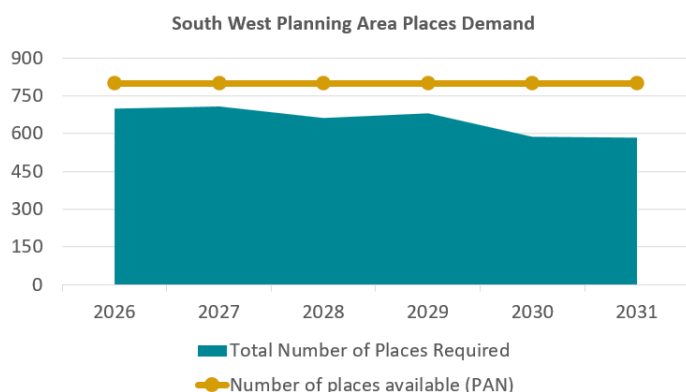 South West Planning Area Places Demand
900
750
600
450
300
150
0
2026 2027 2028 2029 2030 2031
Total Number of Places Required
Number of places available (PAN)